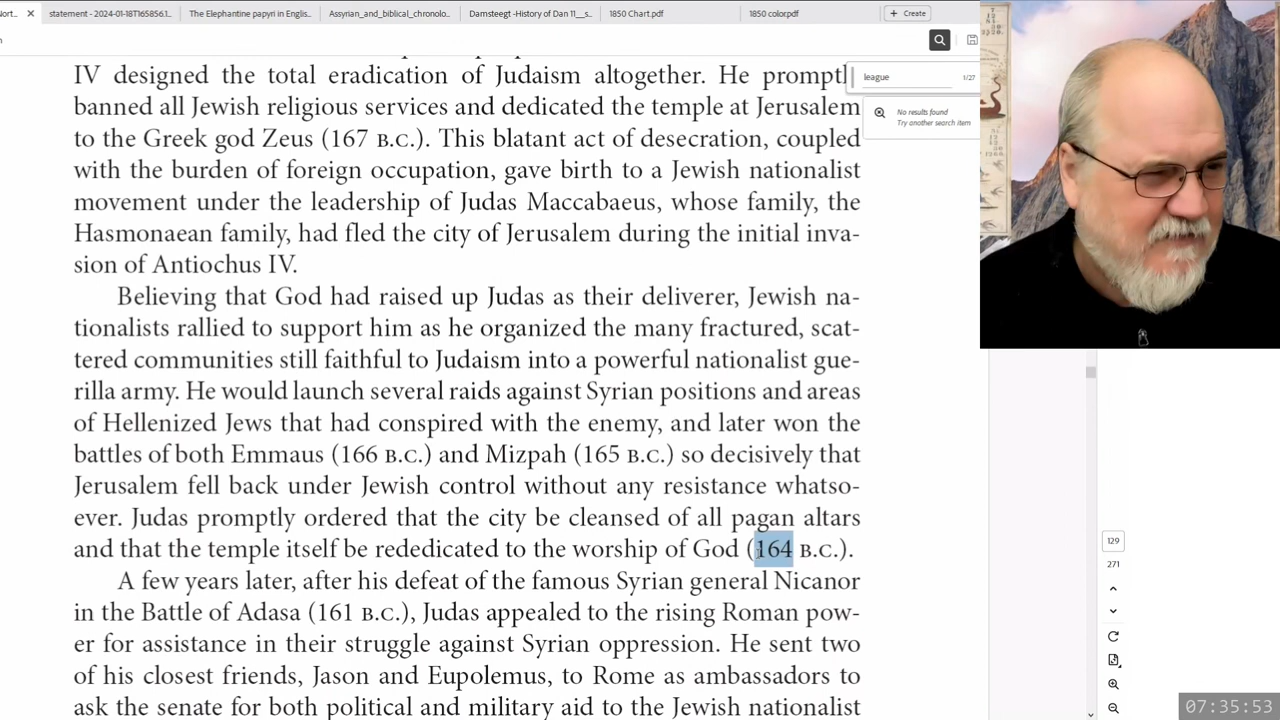 Nort...
statement - 2024-01-18T165856.1...
The Elephantine papyri in Englis...
Assyrian_and_biblical_chronolo...
Damsteegt -History of Dan 11__s...
1850 Chart.pdf
1850 color.pdf
+ Create
league
1/27
No results found
Try another search item
IV designed the total eradication of Judaism altogether. He promptly
banned all Jewish religious services and dedicated the temple at Jerusalem
to the Greek god Zeus (167 B.C.). This blatant act of desecration, coupled
with the burden of foreign occupation, gave birth to a Jewish nationalist
movement under the leadership of Judas Maccabaeus, whose family, the
Hasmonaean family, had fled the city of Jerusalem during the initial inva-
sion of Antiochus IV.
Believing that God had raised up Judas as their deliverer, Jewish na-
tionalists rallied to support him as he organized the many fractured, scat-
tered communities still faithful to Judaism into a powerful nationalist gue-
rilla army. He would launch several raids against Syrian positions and areas
of Hellenized Jews that had conspired with the enemy, and later won the
battles of both Emmaus (166 B.C.) and Mizpah (165 B.C.) so decisively that
Jerusalem fell back under Jewish control without any resistance whatso-
ever. Judas promptly ordered that the city be cleansed of all pagan altars
and that the temple itself be rededicated to the worship of God (164 B.C.).
A few years later, after his defeat of the famous Syrian general Nicanor
in the Battle of Adasa (161 B.C.), Judas appealed to the rising Roman pow-
er for assistance in their struggle against Syrian oppression. He sent two
of his closest friends, Jason and Eupolemus, to Rome as ambassadors to
ask the senate for both political and military aid to the Jewish nationalist
129
271
07:35:53